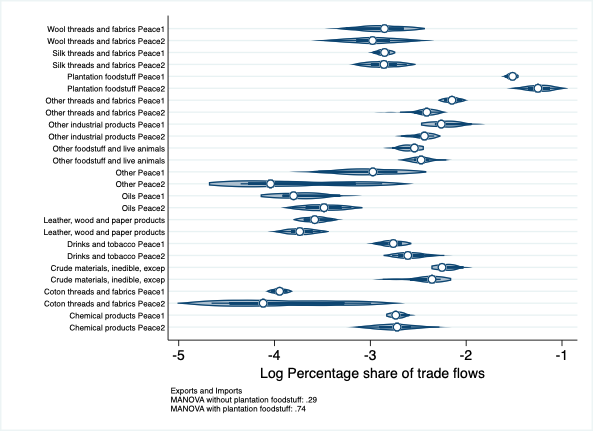 Wool threads and fabrics Peace1
Wool threads and fabrics Peace2
Silk threads and fabrics Peace1
Silk threads and fabrics Peace2
Plantation foodstuff Peace1
Plantation foodstuff Peace2
Other threads and fabrics Peace1
Other threads and fabrics Peace2
Other industrial products Peace1
Other industrial products Peace2
Other foodstuff and live animals
Other foodstuff and live animals
Other Peace1
Other Peace2
Oils Peace1
Oils Peace2
Leather, wood and paper products
Leather, wood and paper products
Drinks and tobacco Peace1
Drinks and tobacco Peace2
Crude materials, inedible, excep
Crude materials, inedible, excep
Coton threads and fabrics Peace1
Coton threads and fabrics Peace2
Chemical products Peace1
Chemical products Peace2
-5 -4 -3 -2 -1
Log Percentage share of trade flows
Exports and Imports
MANOVA without plantation foodstuff: .29
MANOVA with plantation foodstuff: .74